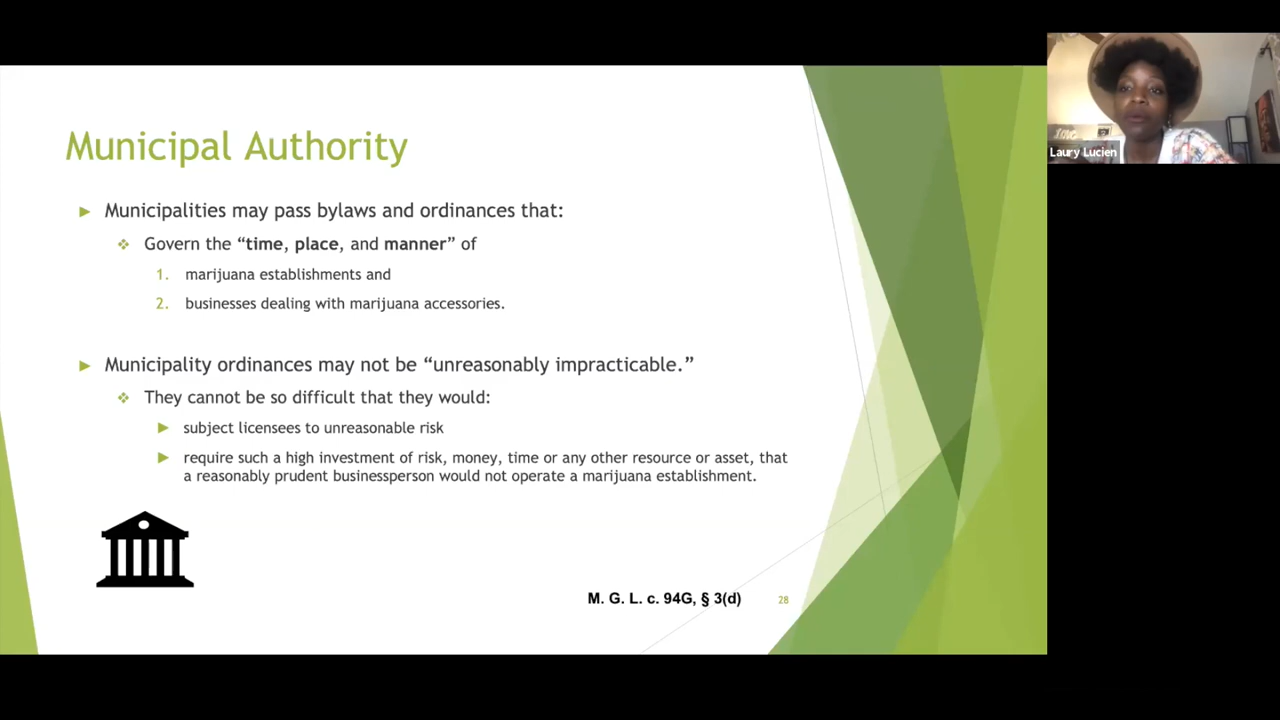 Municipal Authority
► Municipalities may pass bylaws and ordinances that:
❖ Govern the “time, place, and manner” of
1. marijuana establishments and
2. businesses dealing with marijuana accessories.
► Municipality ordinances may not be “unreasonably impracticable.”
❖ They cannot be so difficult that they would:
► subject licensees to unreasonable risk
► require such a high investment of risk, money, time or any other resource or asset, that
a reasonably prudent businessperson would not operate a marijuana establishment.
M. G. L. c. 94G, § 3(d)
28
Laury Lucien